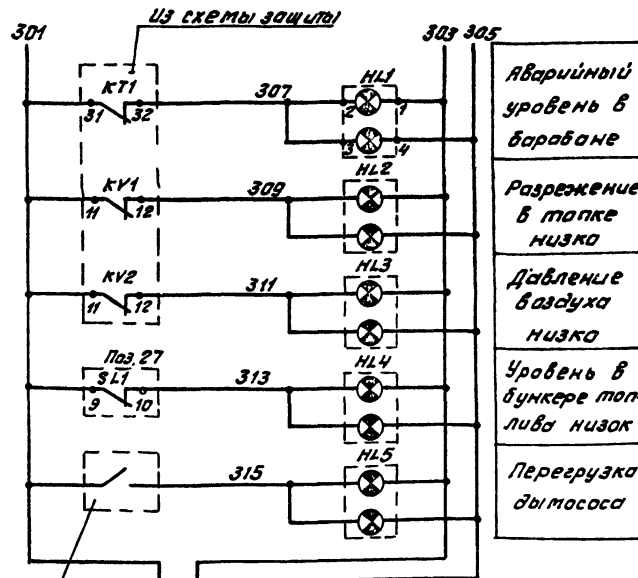 Из схемы защиты
301
303 305
KT1
31 32
307
HL1
2 1
3 4
Аварийный
уровень в
барабане
KV1
11 12
309
HL2
Разрежение
в топке
низко
KV2
11 12
311
HL3
Давление
воздуха
низко
Поз. 27
SL1
9 10
313
HL4
Уровень в
бункере топ-
лива низок
315
HL5
Перегрузка
дымососа